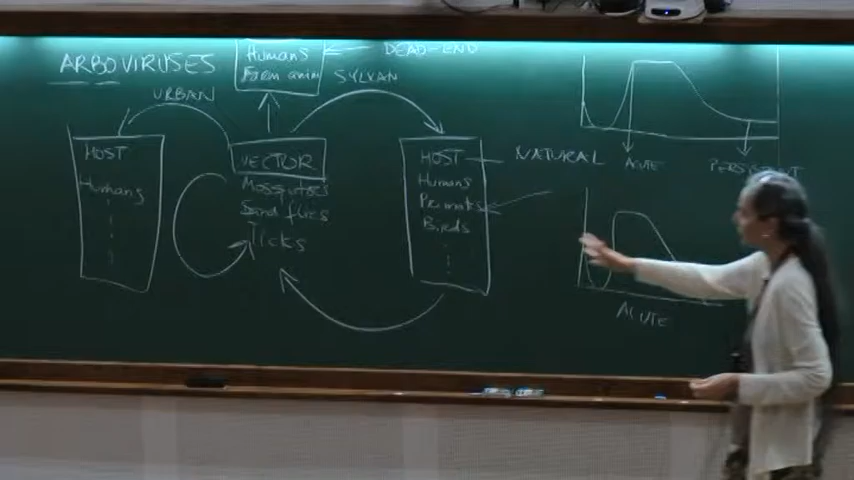 ARBOVIRUSES
Humans
Farm anim
DEAD-END
URBAN
SYLVAN
HOST
Humans
VECTOR
Mosquitoes
Sand flies
Ticks
HOST
Humans
Primates
Birds
NATURAL
ACUTE
PERSISTENT
ACUTE